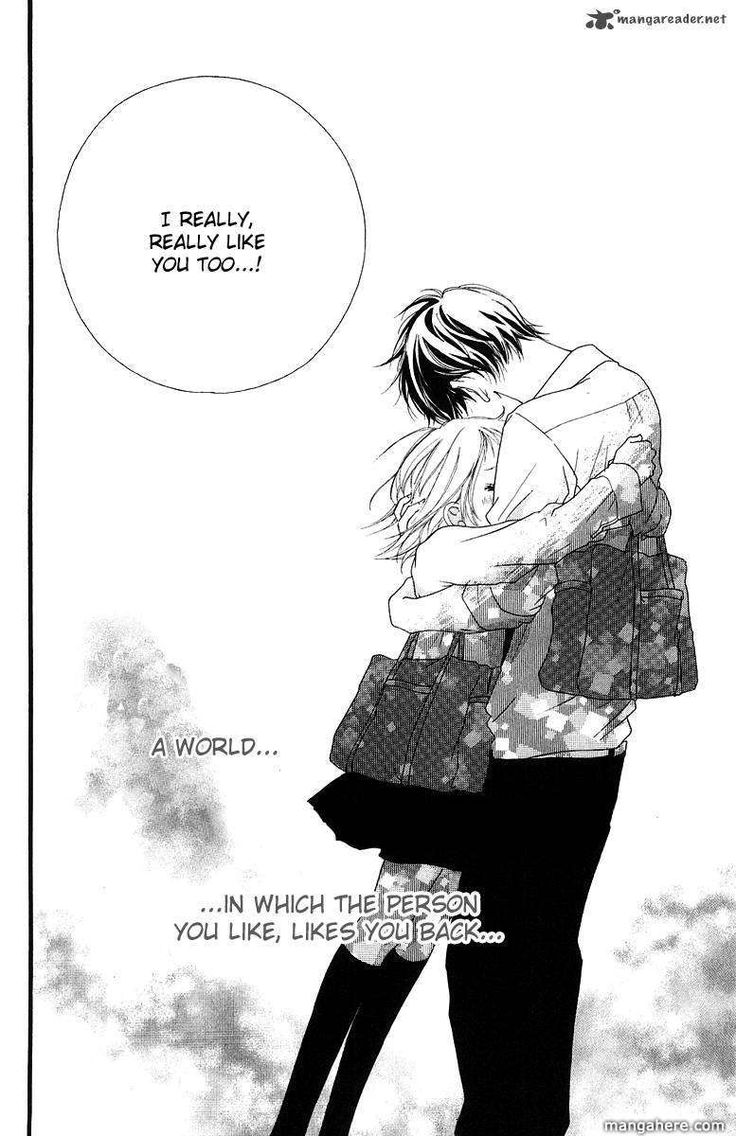 mangareader.net
I REALLY,
REALLY LIKE
YOU TOO...!
A WORLD...
...IN WHICH THE PERSON
YOU LIKE, LIKES YOU BACK...
mangahere.com